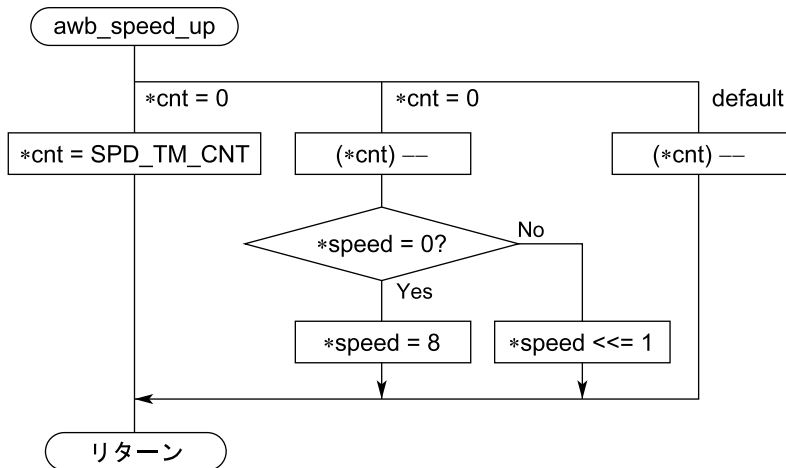 awb_speed_up
*cnt = 0
*cnt = 0
default
*cnt = SPD_TM_CNT
(*cnt) −−
(*cnt) −−
*speed = 0?
No
Yes
*speed = 8
*speed <<= 1
リターン